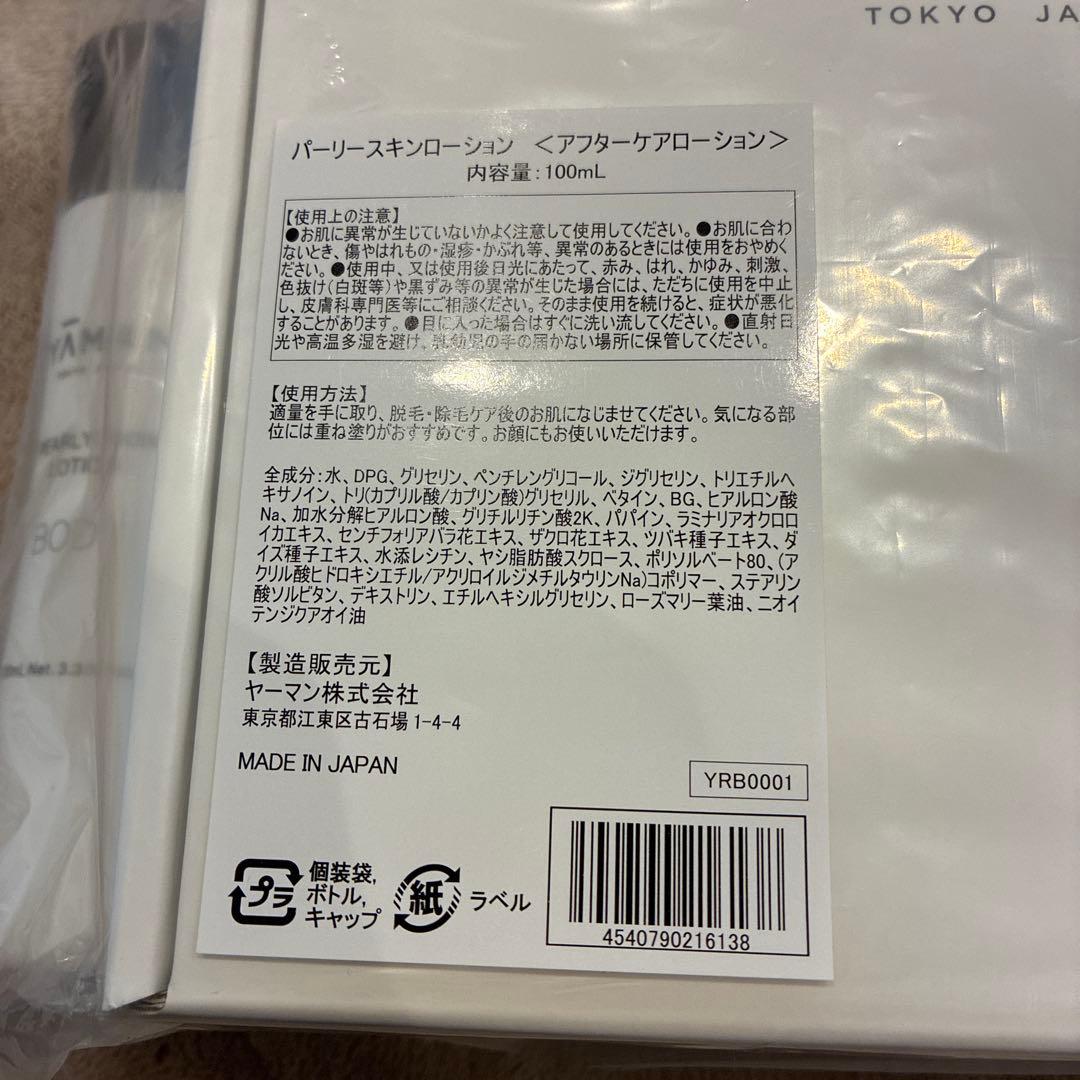 TOKYO JA
パーリースキンローション <アフターケアローション>
内容量:100mL
【使用上の注意】
●お肌に異常が生じていないかよく注意して使用してください。●お肌に合わ
ないとき、傷やはれもの・湿疹・かぶれ等、異常のあるときには使用をおやめく
ださい。●使用中、又は使用後日光にあたって、赤み、はれ、かゆみ、刺激、
色抜け(白斑等)や黒ずみ等の異常が生じた場合には、ただちに使用を中止
し、皮膚科専門医等にご相談ください。そのまま使用を続けると、症状が悪化
することがあります。●目に入った場合はすぐに洗い流してください。●直射日
光や高温多湿を避け、乳幼児の手の届かない場所に保管してください。
【使用方法】
適量を手に取り、脱毛・除毛ケア後のお肌になじませてください。気になる部
位には重ね塗りがおすすめです。お顔にもお使いいただけます。
全成分:水、DPG、グリセリン、ペンチレングリコール、ジグリセリン、トリエチルヘ
キサノイン、トリ(カプリル酸/カプリン酸)グリセリル、ベタイン、BG、ヒアルロン酸
Na、加水分解ヒアルロン酸、グリチルリチン酸2K、パパイン、ラミナリアオクロロ
イカエキス、センチフォリアバラ花エキス、ザクロ花エキス、ツバキ種子エキス、ダ
イズ種子エキス、水添レシチン、ヤシ脂肪酸スクロース、ポリソルベート80、(ア
クリル酸ヒドロキシエチル/アクリロイルジメチルタウリンNa)コポリマー、ステアリン
酸ソルビタン、デキストリン、エチルヘキシルグリセリン、ローズマリー葉油、ニオイ
テンジクアオイ油
【製造販売元】
ヤーマン株式会社
東京都江東区古石場1-4-4
MADE IN JAPAN
YRB0001
プラ
個装袋,
ボトル,
キャップ
紙
ラベル
4540790216138